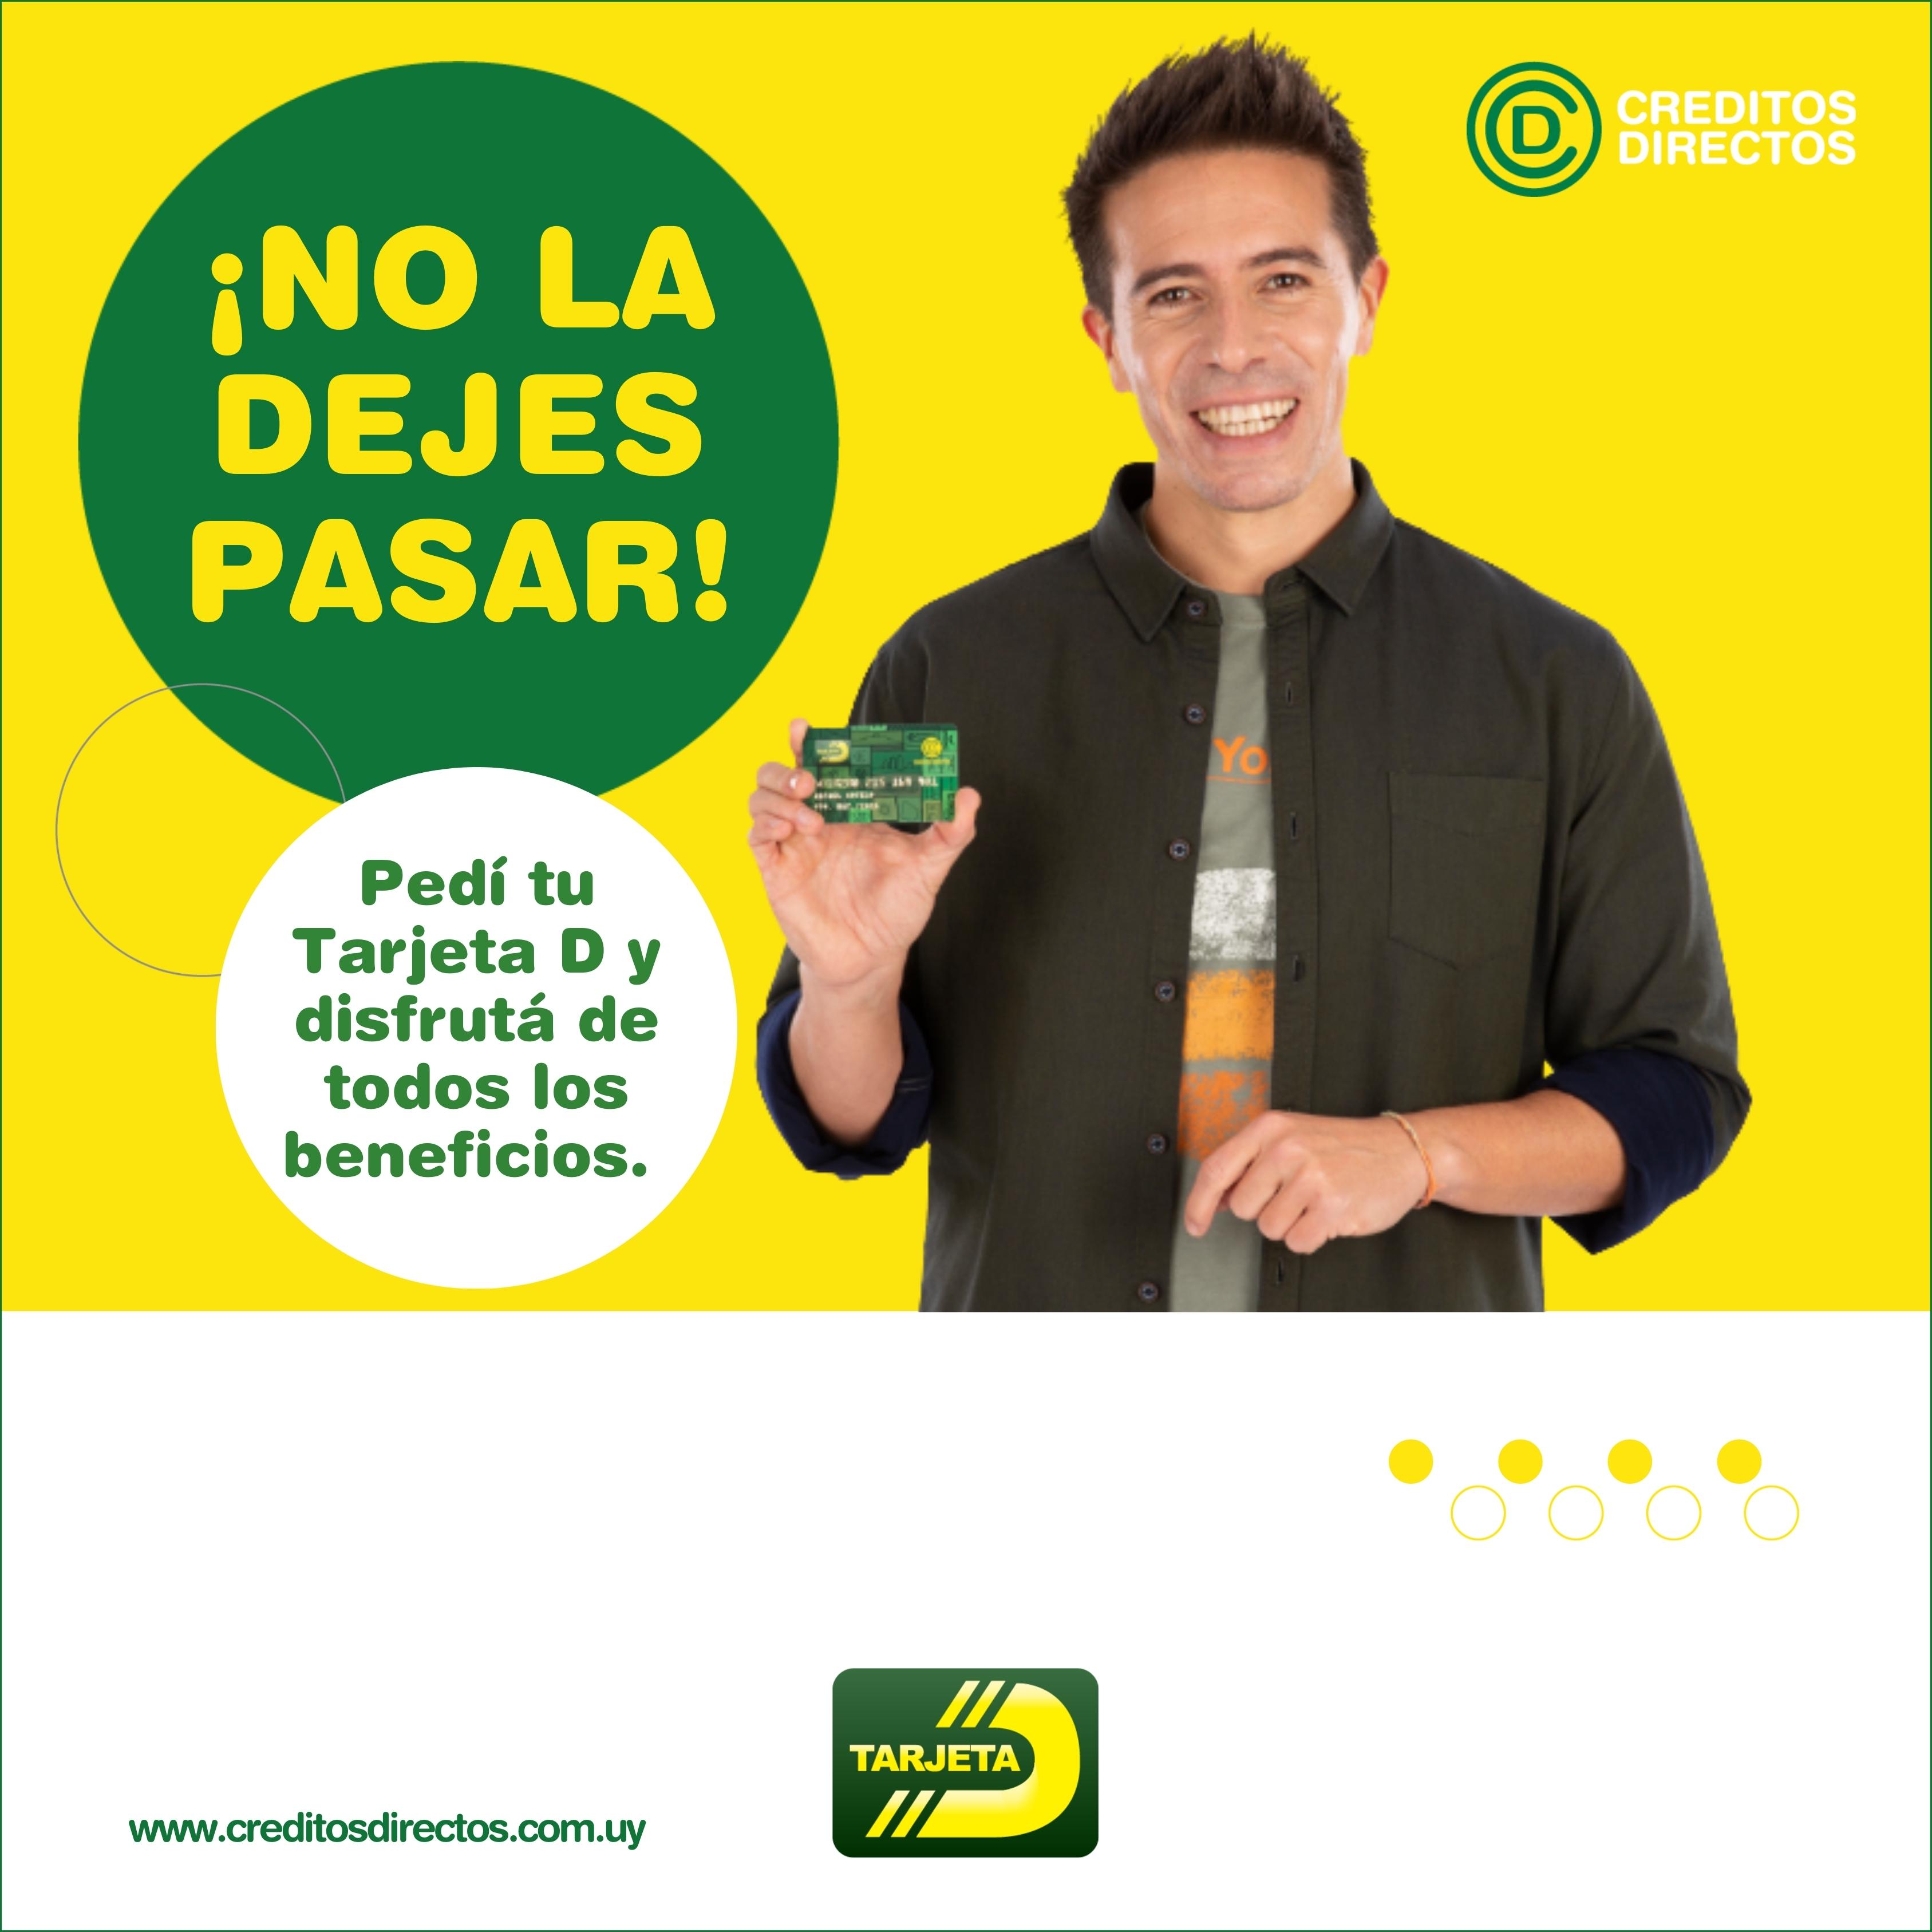 ¡NO LA
DEJES
PASAR!
CREDITOS
DIRECTOS
Pedí tu
Tarjeta D y
disfrutá de
todos los
beneficios.
Yo
TARJETA D
www.creditosdirectos.com.uy